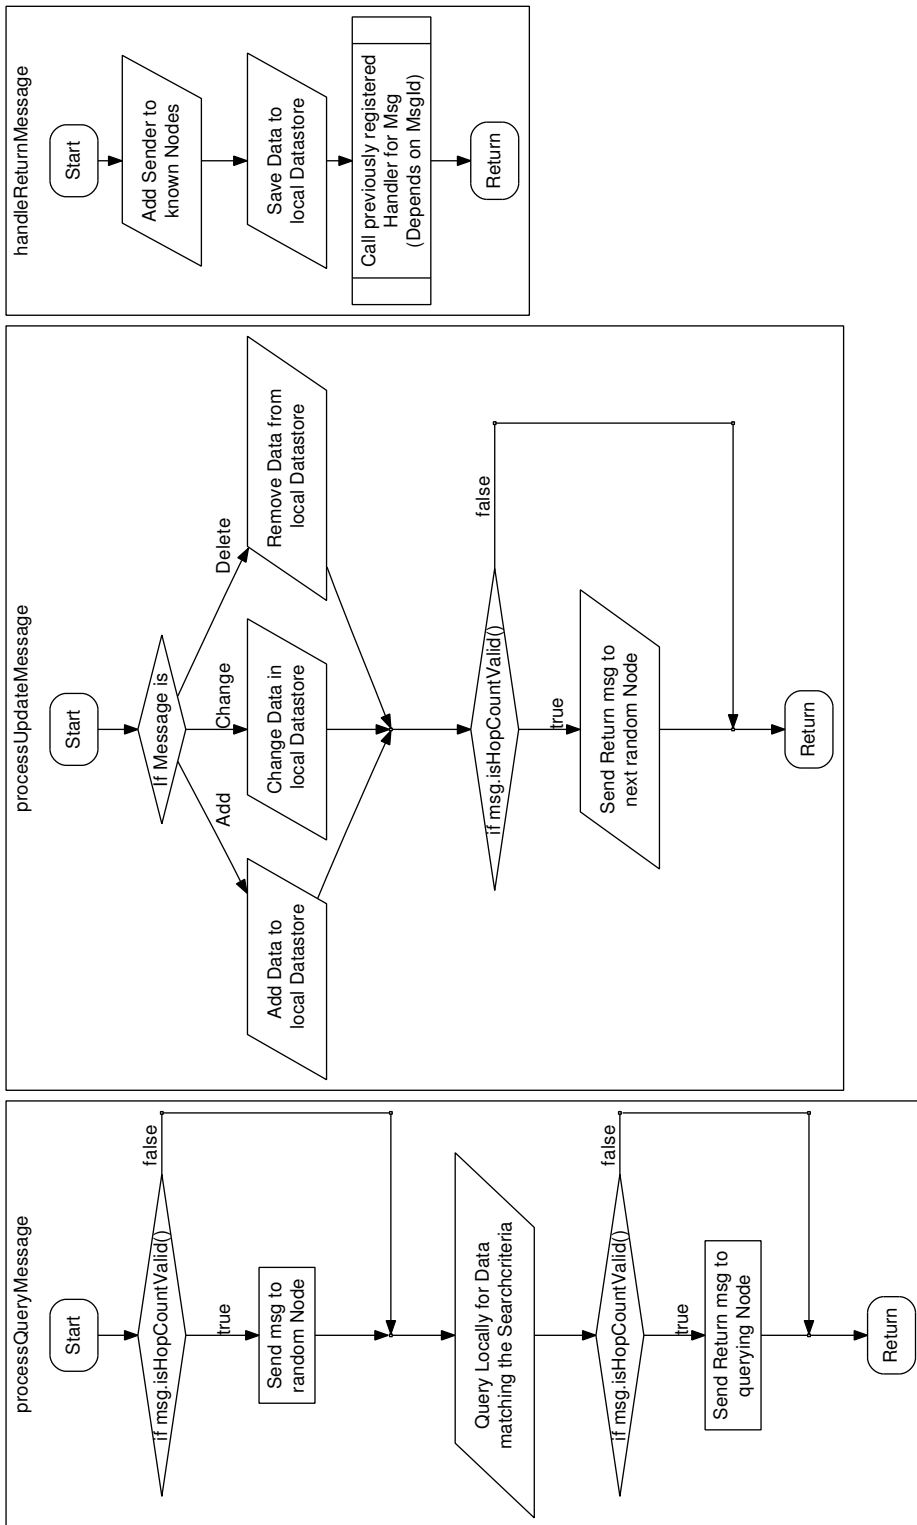 processQueryMessage
Start
if msg.isHopCountValid()
true
false
Send msg to
random Node
Query Locally for Data
matching the Searchcriteria
if msg.isHopCountValid()
true
false
Send Return msg to
querying Node
Return
processUpdateMessage
Start
If Message is
Add
Change
Delete
Add Data to
local Datastore
Change Data in
local Datastore
Remove Data from
local Datastore
if msg.isHopCountValid()
true
false
Send Return msg to
next random Node
Return
handleReturnMessage
Start
Add Sender to
known Nodes
Save Data to
local Datastore
Call previously registered
Handler for Msg
(Depends on MsgId)
Return